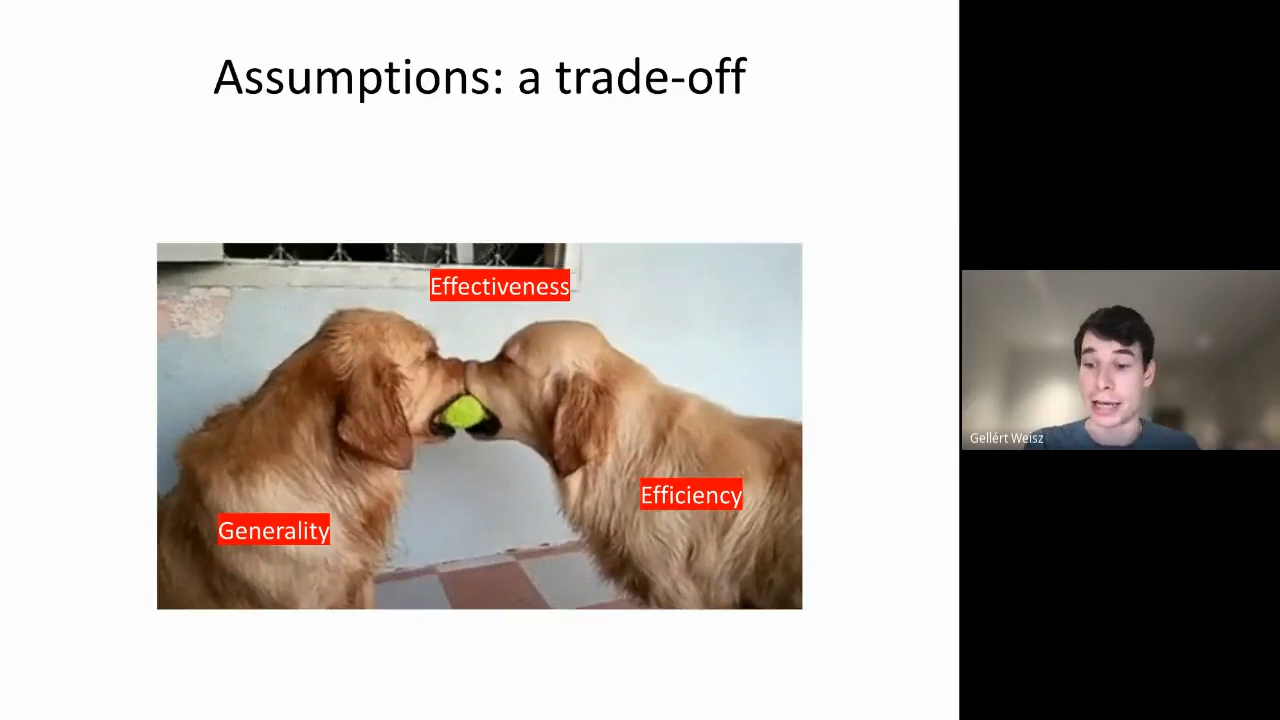 Assumptions: a trade-off
Effectiveness
Efficiency
Generality
Gellért Weisz